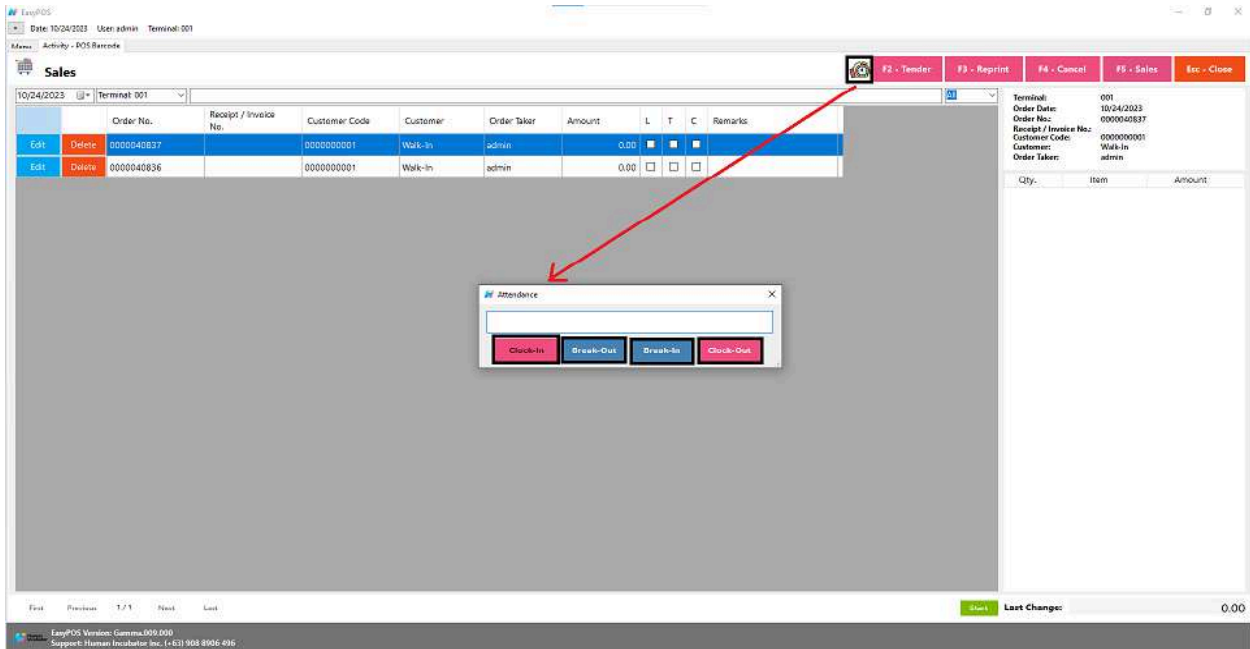 EasyPOS
Date: 10/24/2023 User: admin Terminal: 001
Menu Activity - POS Barcode
Sales
F2 - Tender F3 - Reprint F4 - Cancel F5 - Sales Esc - Close
10/24/2023 Terminal: 001 All
Order No. Receipt / Invoice No. Customer Code Customer Order Taker Amount L T C Remarks
Edit Delete 0000040837 0000000001 Walk-In admin 0.00
Edit Delete 0000040836 0000000001 Walk-In admin 0.00
Terminal: 001
Order Date: 10/24/2023
Order No.: 0000040837
Receipt / Invoice No.:
Customer Code: 0000000001
Customer: Walk-In
Order Taker: admin
Qty. Item Amount
Attendance
Clock-In Break-Out Break-In Clock-Out
First Previous 1 / 1 Next Last
Start Last Change: 0.00
EasyPOS Version: Gamma.009.000
Support: Human Incubator Inc. (+63) 908 8906 496